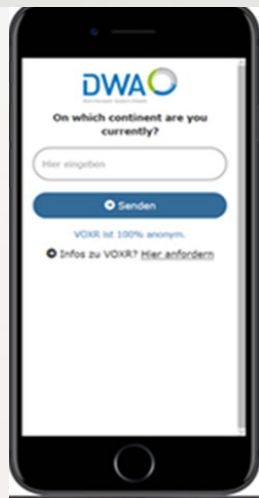 DWA
On which continent are you
currently?
Hier eingeben
Senden
VOXR ist 100% anonym.
Infos zu VOXR? Hier anfordern